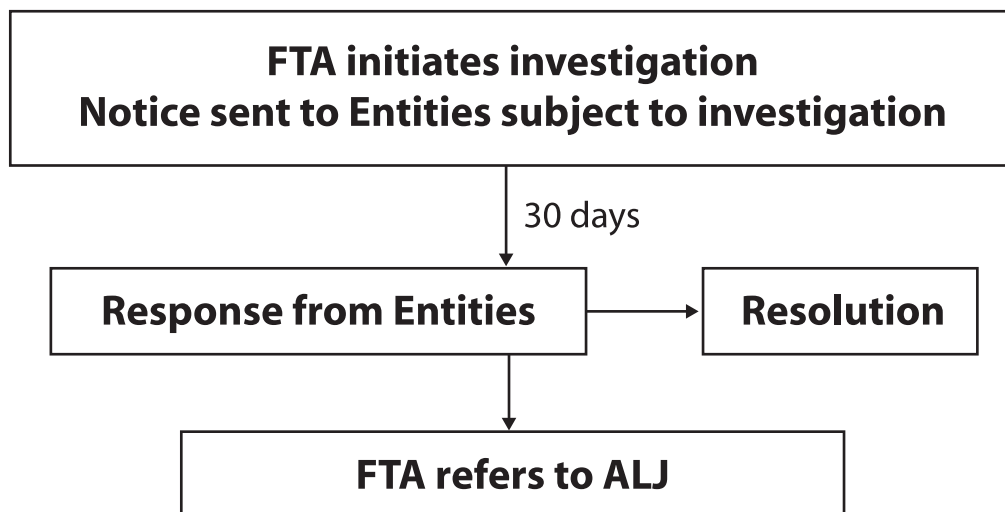 FTA initiates investigation
Notice sent to Entities subject to investigation
30 days
Response from Entities
Resolution
FTA refers to ALJ